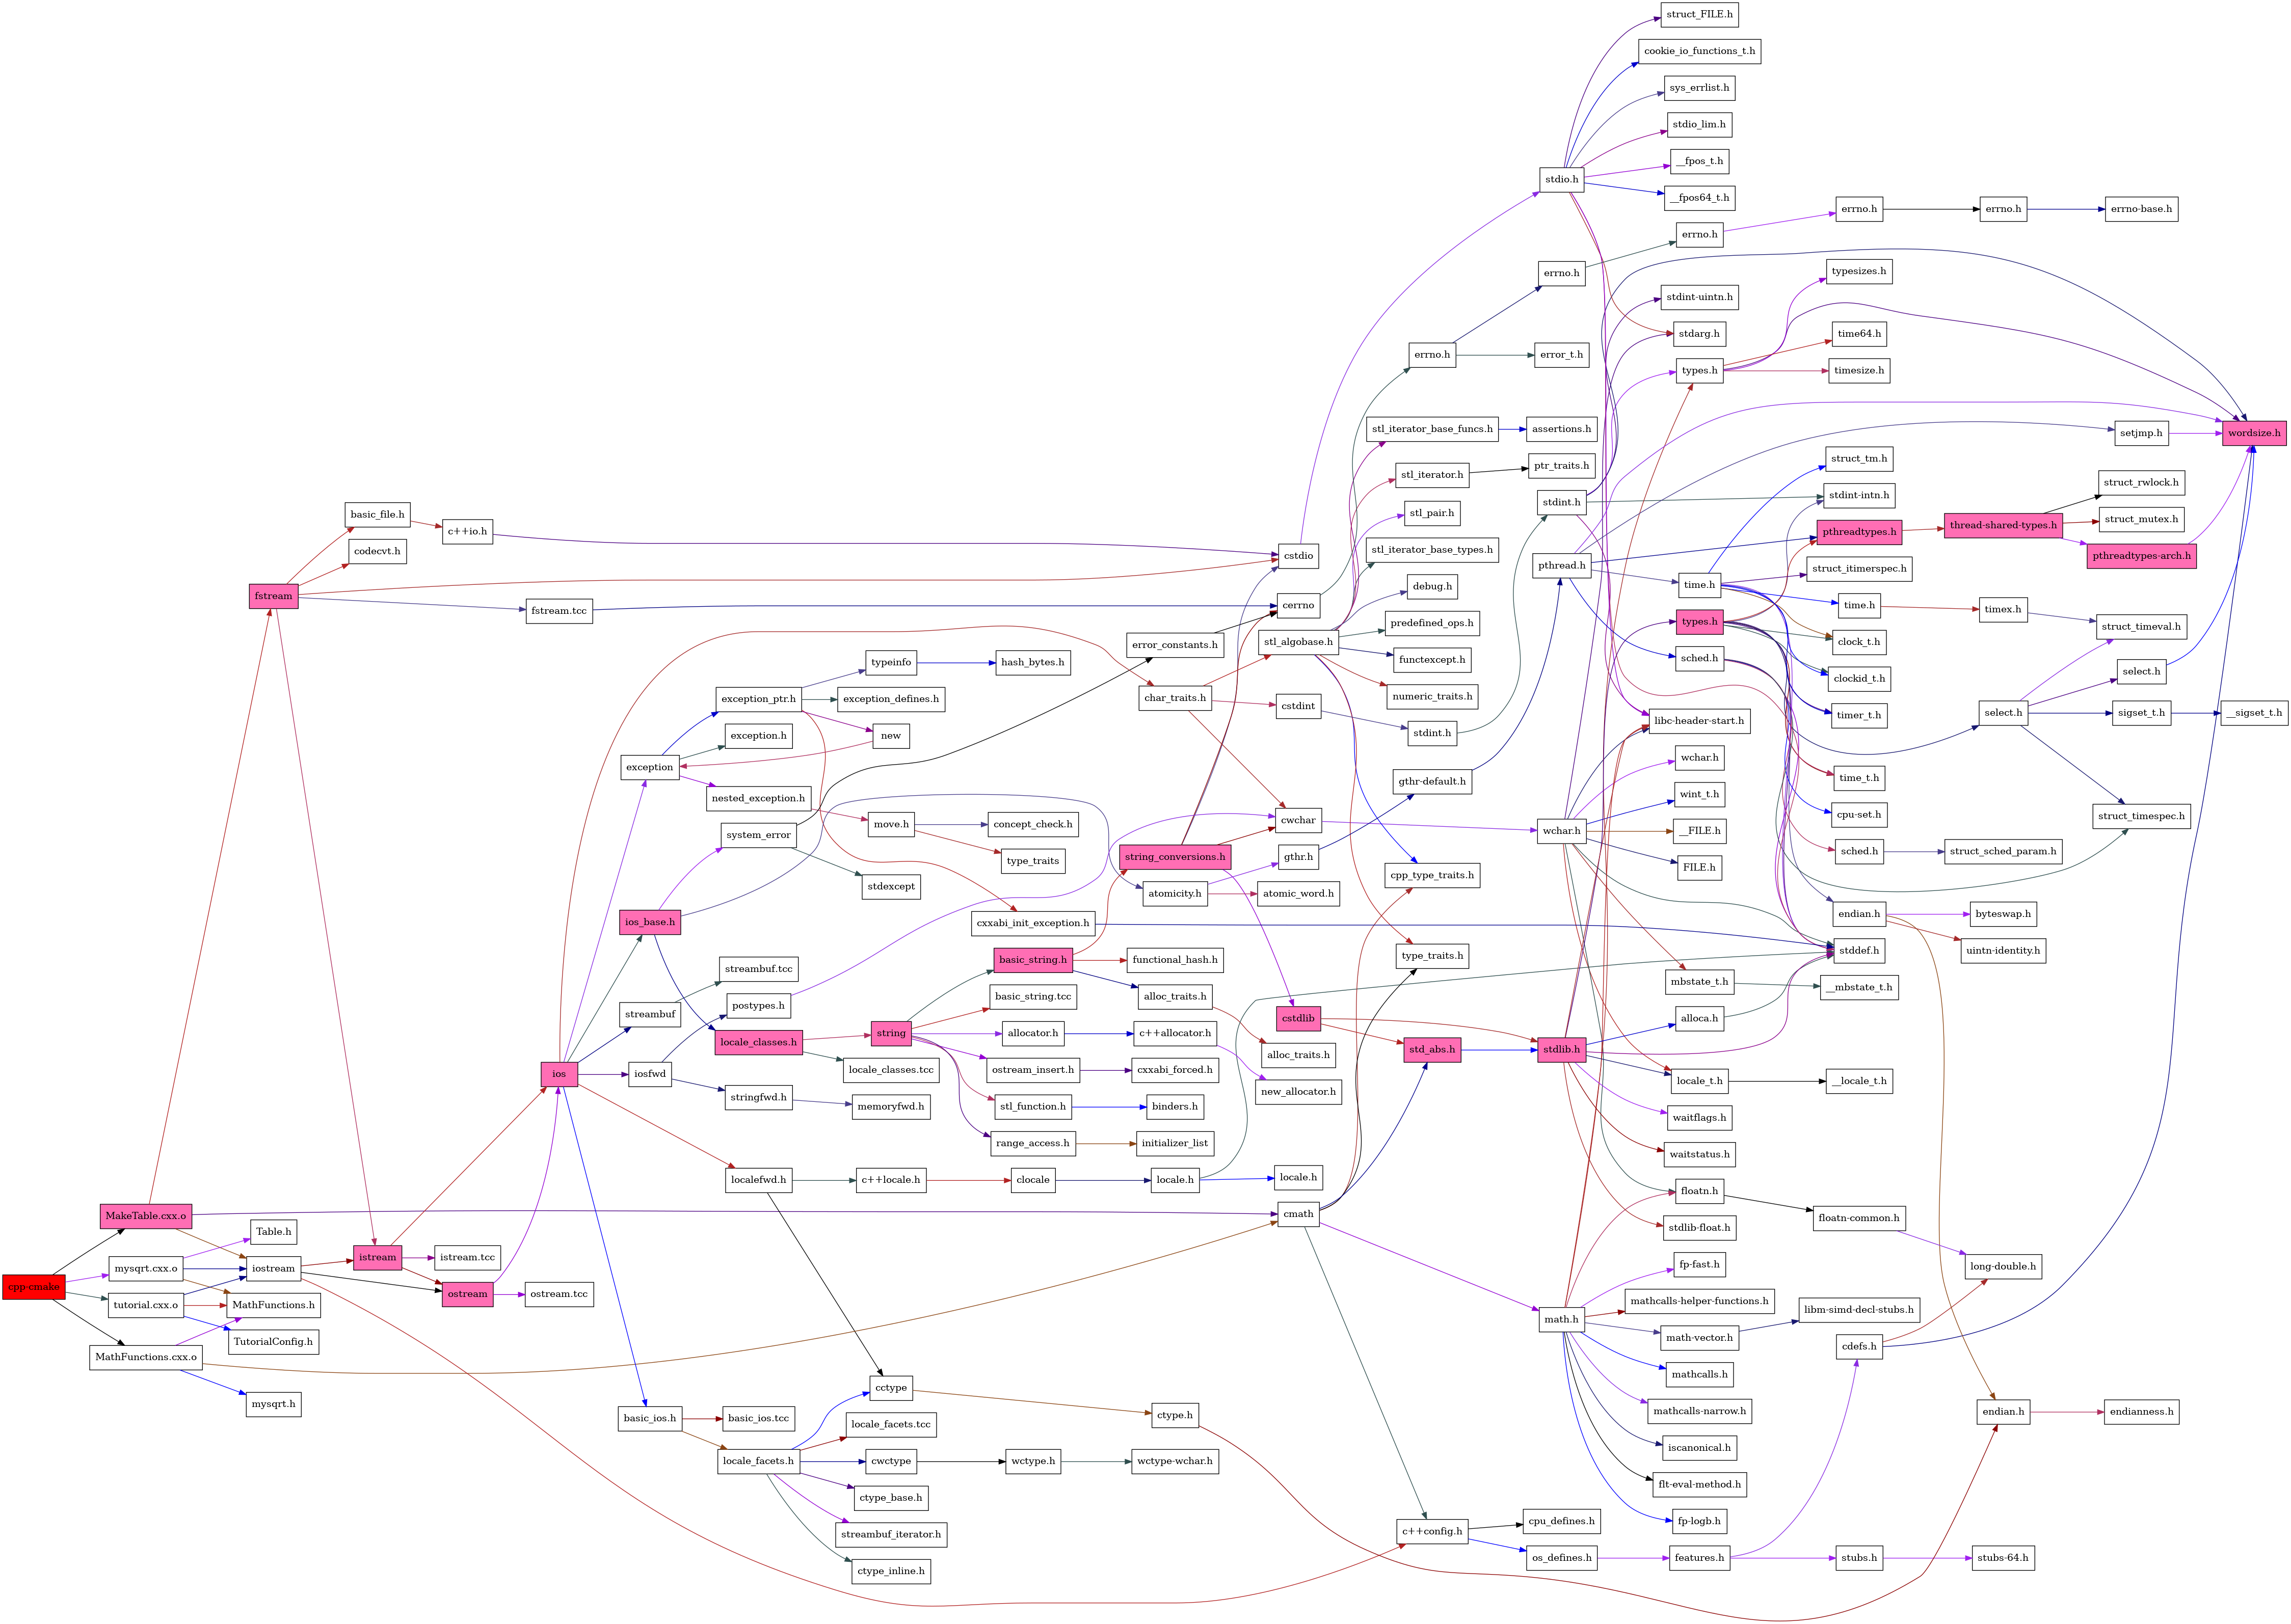 struct_FILE.h
cookie_io_functions_t.h
sys_errlist.h
stdio_lim.h
__fpos_t.h
stdio.h
__fpos64_t.h
errno.h
errno.h
errno-base.h
errno.h
errno.h
typesizes.h
stdint-uintn.h
stdarg.h
time64.h
errno.h
error_t.h
types.h
timesize.h
stl_iterator_base_funcs.h
assertions.h
setjmp.h
wordsize.h
struct_tm.h
ptr_traits.h
stl_iterator.h
struct_rwlock.h
stdint.h
stdint-intn.h
basic_file.h
stl_pair.h
struct_mutex.h
c++io.h
pthreadtypes.h
thread-shared-types.h
codecvt.h
cstdio
stl_iterator_base_types.h
pthreadtypes-arch.h
pthread.h
struct_itimerspec.h
time.h
debug.h
fstream
cerrno
time.h
timex.h
fstream.tcc
predefined_ops.h
types.h
struct_timeval.h
error_constants.h
stl_algobase.h
clock_t.h
typeinfo
hash_bytes.h
functexcept.h
sched.h
select.h
clockid_t.h
exception_ptr.h
exception_defines.h
char_traits.h
cstdint
numeric_traits.h
timer_t.h
select.h
sigset_t.h
__sigset_t.h
libc-header-start.h
exception.h
new
stdint.h
wchar.h
exception
time_t.h
gthr-default.h
wint_t.h
nested_exception.h
cpu-set.h
struct_timespec.h
move.h
concept_check.h
cwchar
wchar.h
__FILE.h
system_error
type_traits
string_conversions.h
gthr.h
FILE.h
sched.h
struct_sched_param.h
cpp_type_traits.h
stdexcept
atomicity.h
atomic_word.h
endian.h
byteswap.h
ios_base.h
cxxabi_init_exception.h
stddef.h
uintn-identity.h
type_traits.h
basic_string.h
functional_hash.h
streambuf.tcc
mbstate_t.h
__mbstate_t.h
basic_string.tcc
alloc_traits.h
postypes.h
streambuf
cstdlib
alloca.h
string
allocator.h
c++allocator.h
locale_classes.h
std_abs.h
stdlib.h
alloc_traits.h
locale_classes.tcc
ostream_insert.h
cxxabi_forced.h
ios
iosfwd
locale_t.h
__locale_t.h
new_allocator.h
stringfwd.h
memoryfwd.h
stl_function.h
binders.h
waitflags.h
range_access.h
initializer_list
waitstatus.h
localefwd.h
c++locale.h
clocale
locale.h
locale.h
floatn.h
MakeTable.cxx.o
cmath
floatn-common.h
Table.h
stdlib-float.h
istream
istream.tcc
mysqrt.cxx.o
iostream
fp-fast.h
long-double.h
cpp-cmake
ostream
ostream.tcc
mathcalls-helper-functions.h
tutorial.cxx.o
MathFunctions.h
math.h
libm-simd-decl-stubs.h
TutorialConfig.h
math-vector.h
cdefs.h
MathFunctions.cxx.o
mathcalls.h
cctype
mysqrt.h
mathcalls-narrow.h
endian.h
endianness.h
basic_ios.h
basic_ios.tcc
locale_facets.tcc
ctype.h
iscanonical.h
locale_facets.h
cwctype
wctype.h
wctype-wchar.h
flt-eval-method.h
ctype_base.h
fp-logb.h
cpu_defines.h
streambuf_iterator.h
c++config.h
os_defines.h
features.h
stubs.h
stubs-64.h
ctype_inline.h